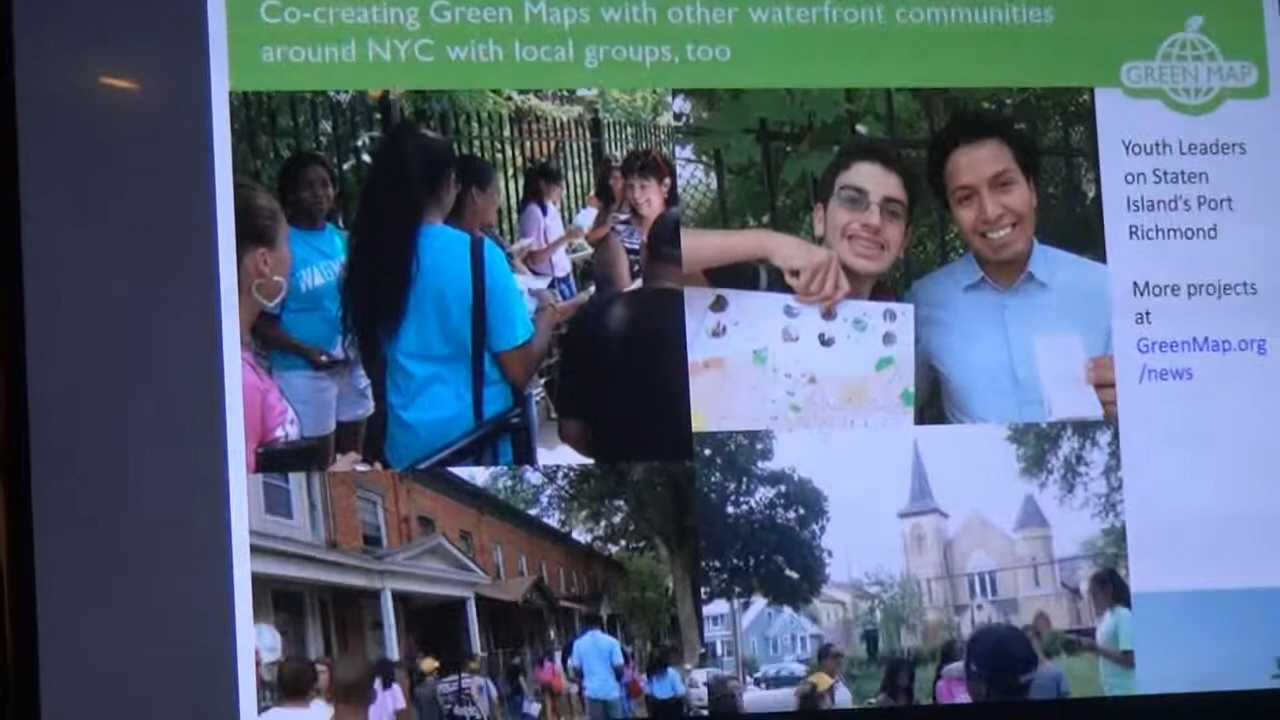 Co-creating Green Maps with other waterfront communities
around NYC with local groups, too
GREEN MAP
Youth Leaders
on Staten
Island's Port
Richmond
More projects
at
GreenMap.org
/news